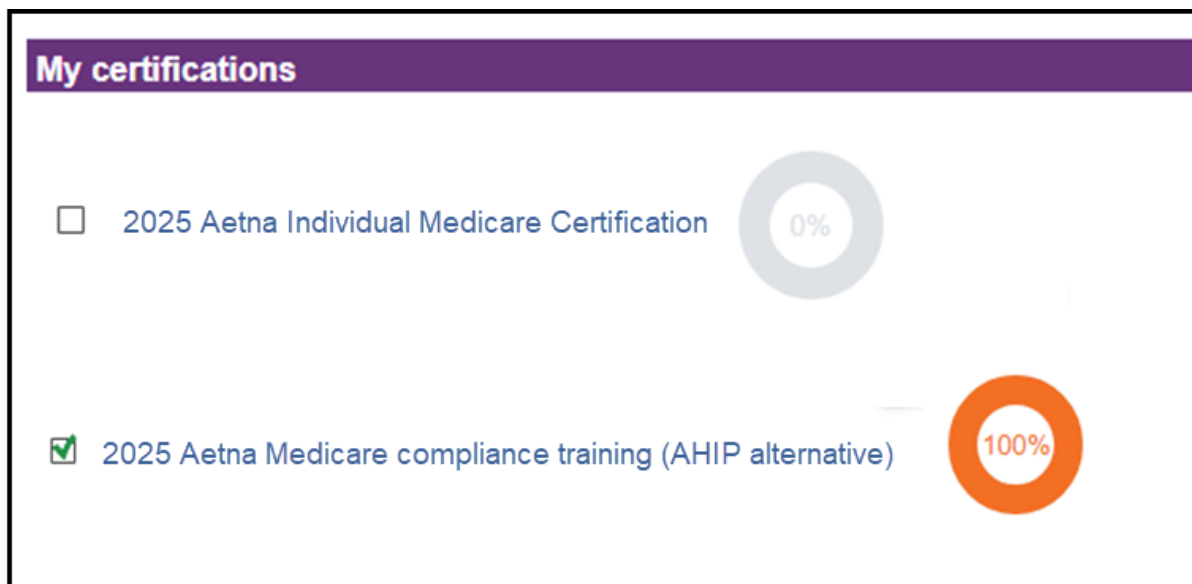 My certifications
2025 Aetna Individual Medicare Certification
0%
2025 Aetna Medicare compliance training (AHIP alternative)
100%